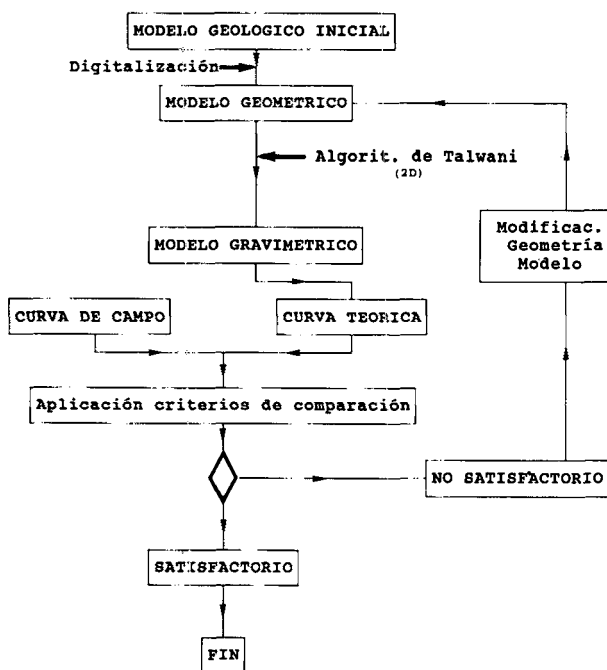 MODELO GEOLOGICO INICIAL
Digitalización
MODELO GEOMETRICO
Algorit. de Talwani
(2D)
Modificac.
Geometría
Modelo
MODELO GRAVIMETRICO
CURVA DE CAMPO
CURVA TEORICA
Aplicación criterios de comparación
NO SATISFACTORIO
SATISFACTORIO
FIN